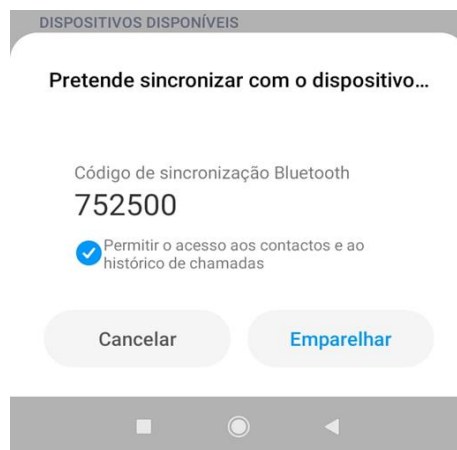 DISPOSITIVOS DISPONÍVEIS
Pretende sincronizar com o dispositivo...
Código de sincronização Bluetooth
752500
Permitir o acesso aos contactos e ao
histórico de chamadas
Cancelar Emparelhar